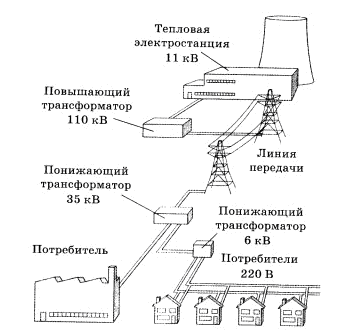 Тепловая
электростанция
11 кВ
Повышающий
трансформатор
110 кВ
Линия
передачи
Понижающий
трансформатор
35 кВ
Понижающий
трансформатор
6 кВ
Потребитель
Потребители
220 В